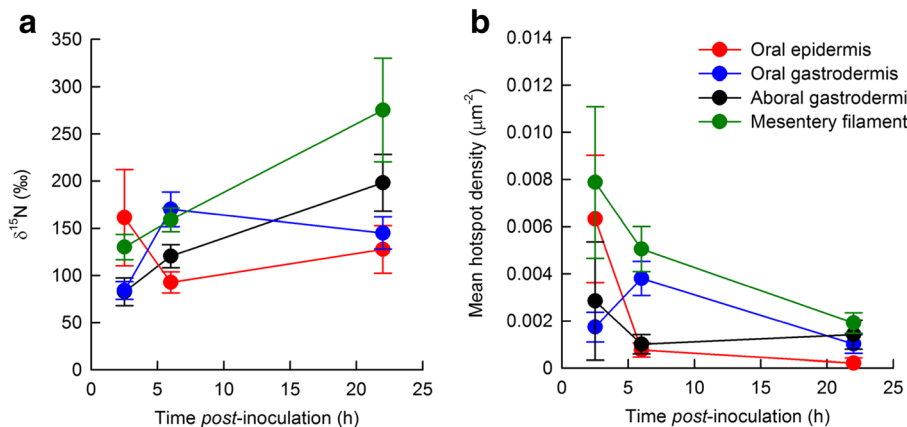 a
350
300
250
200
150
100
50
0
δ15N (‰)
0 5 10 15 20 25
Time post-inoculation (h)
b
0.014
0.012
0.010
0.008
0.006
0.004
0.002
0
Mean hotspot density (μm⁻²)
Oral epidermis
Oral gastrodermis
Aboral gastrodermi
Mesentery filament
0 5 10 15 20 25
Time post-inoculation (h)